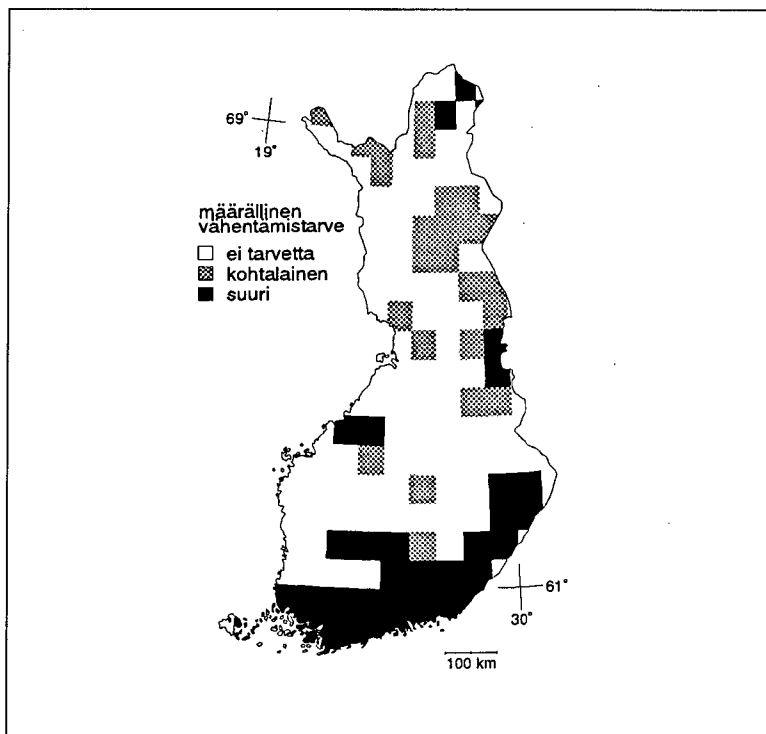 69°
19°
määrällinen
vähentämistarve
ei tarvetta
kohtalainen
suuri
61°
30°
100 km